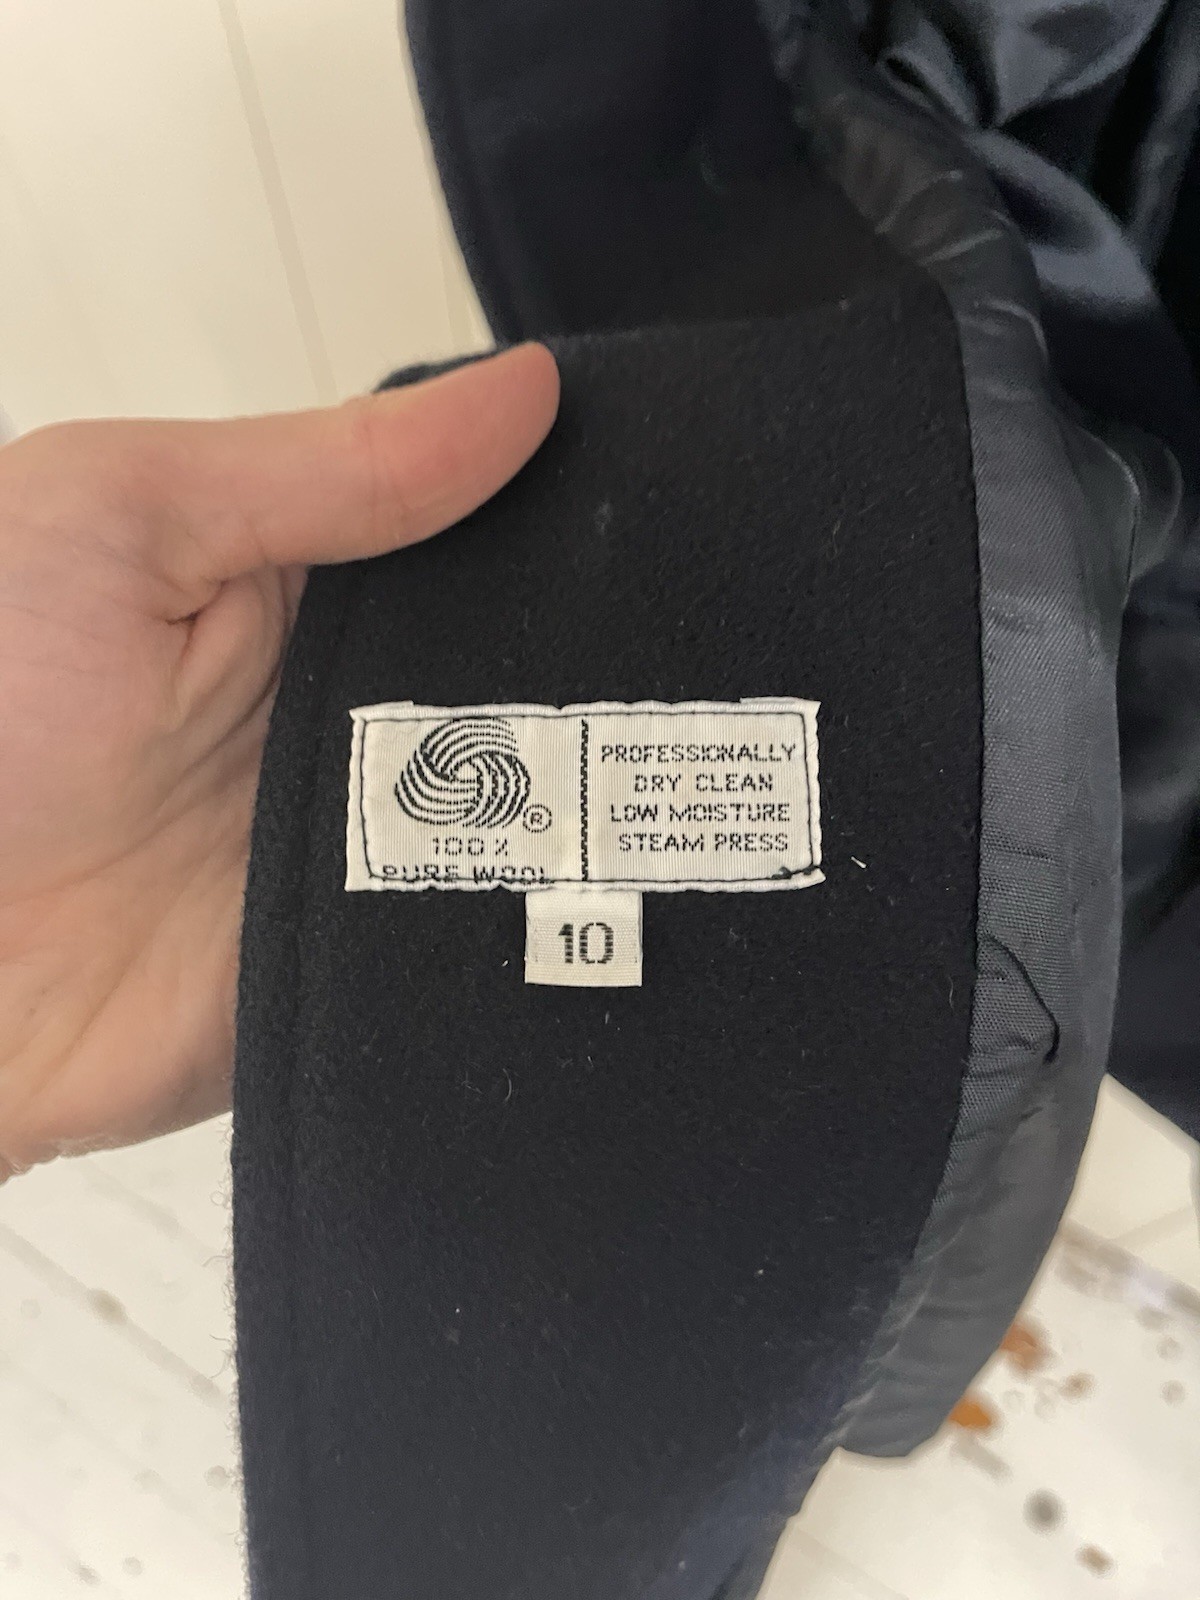 ®
100%
PURE WOOL
PROFESSIONALLY
DRY CLEAN
LOW MOISTURE
STEAM PRESS
10